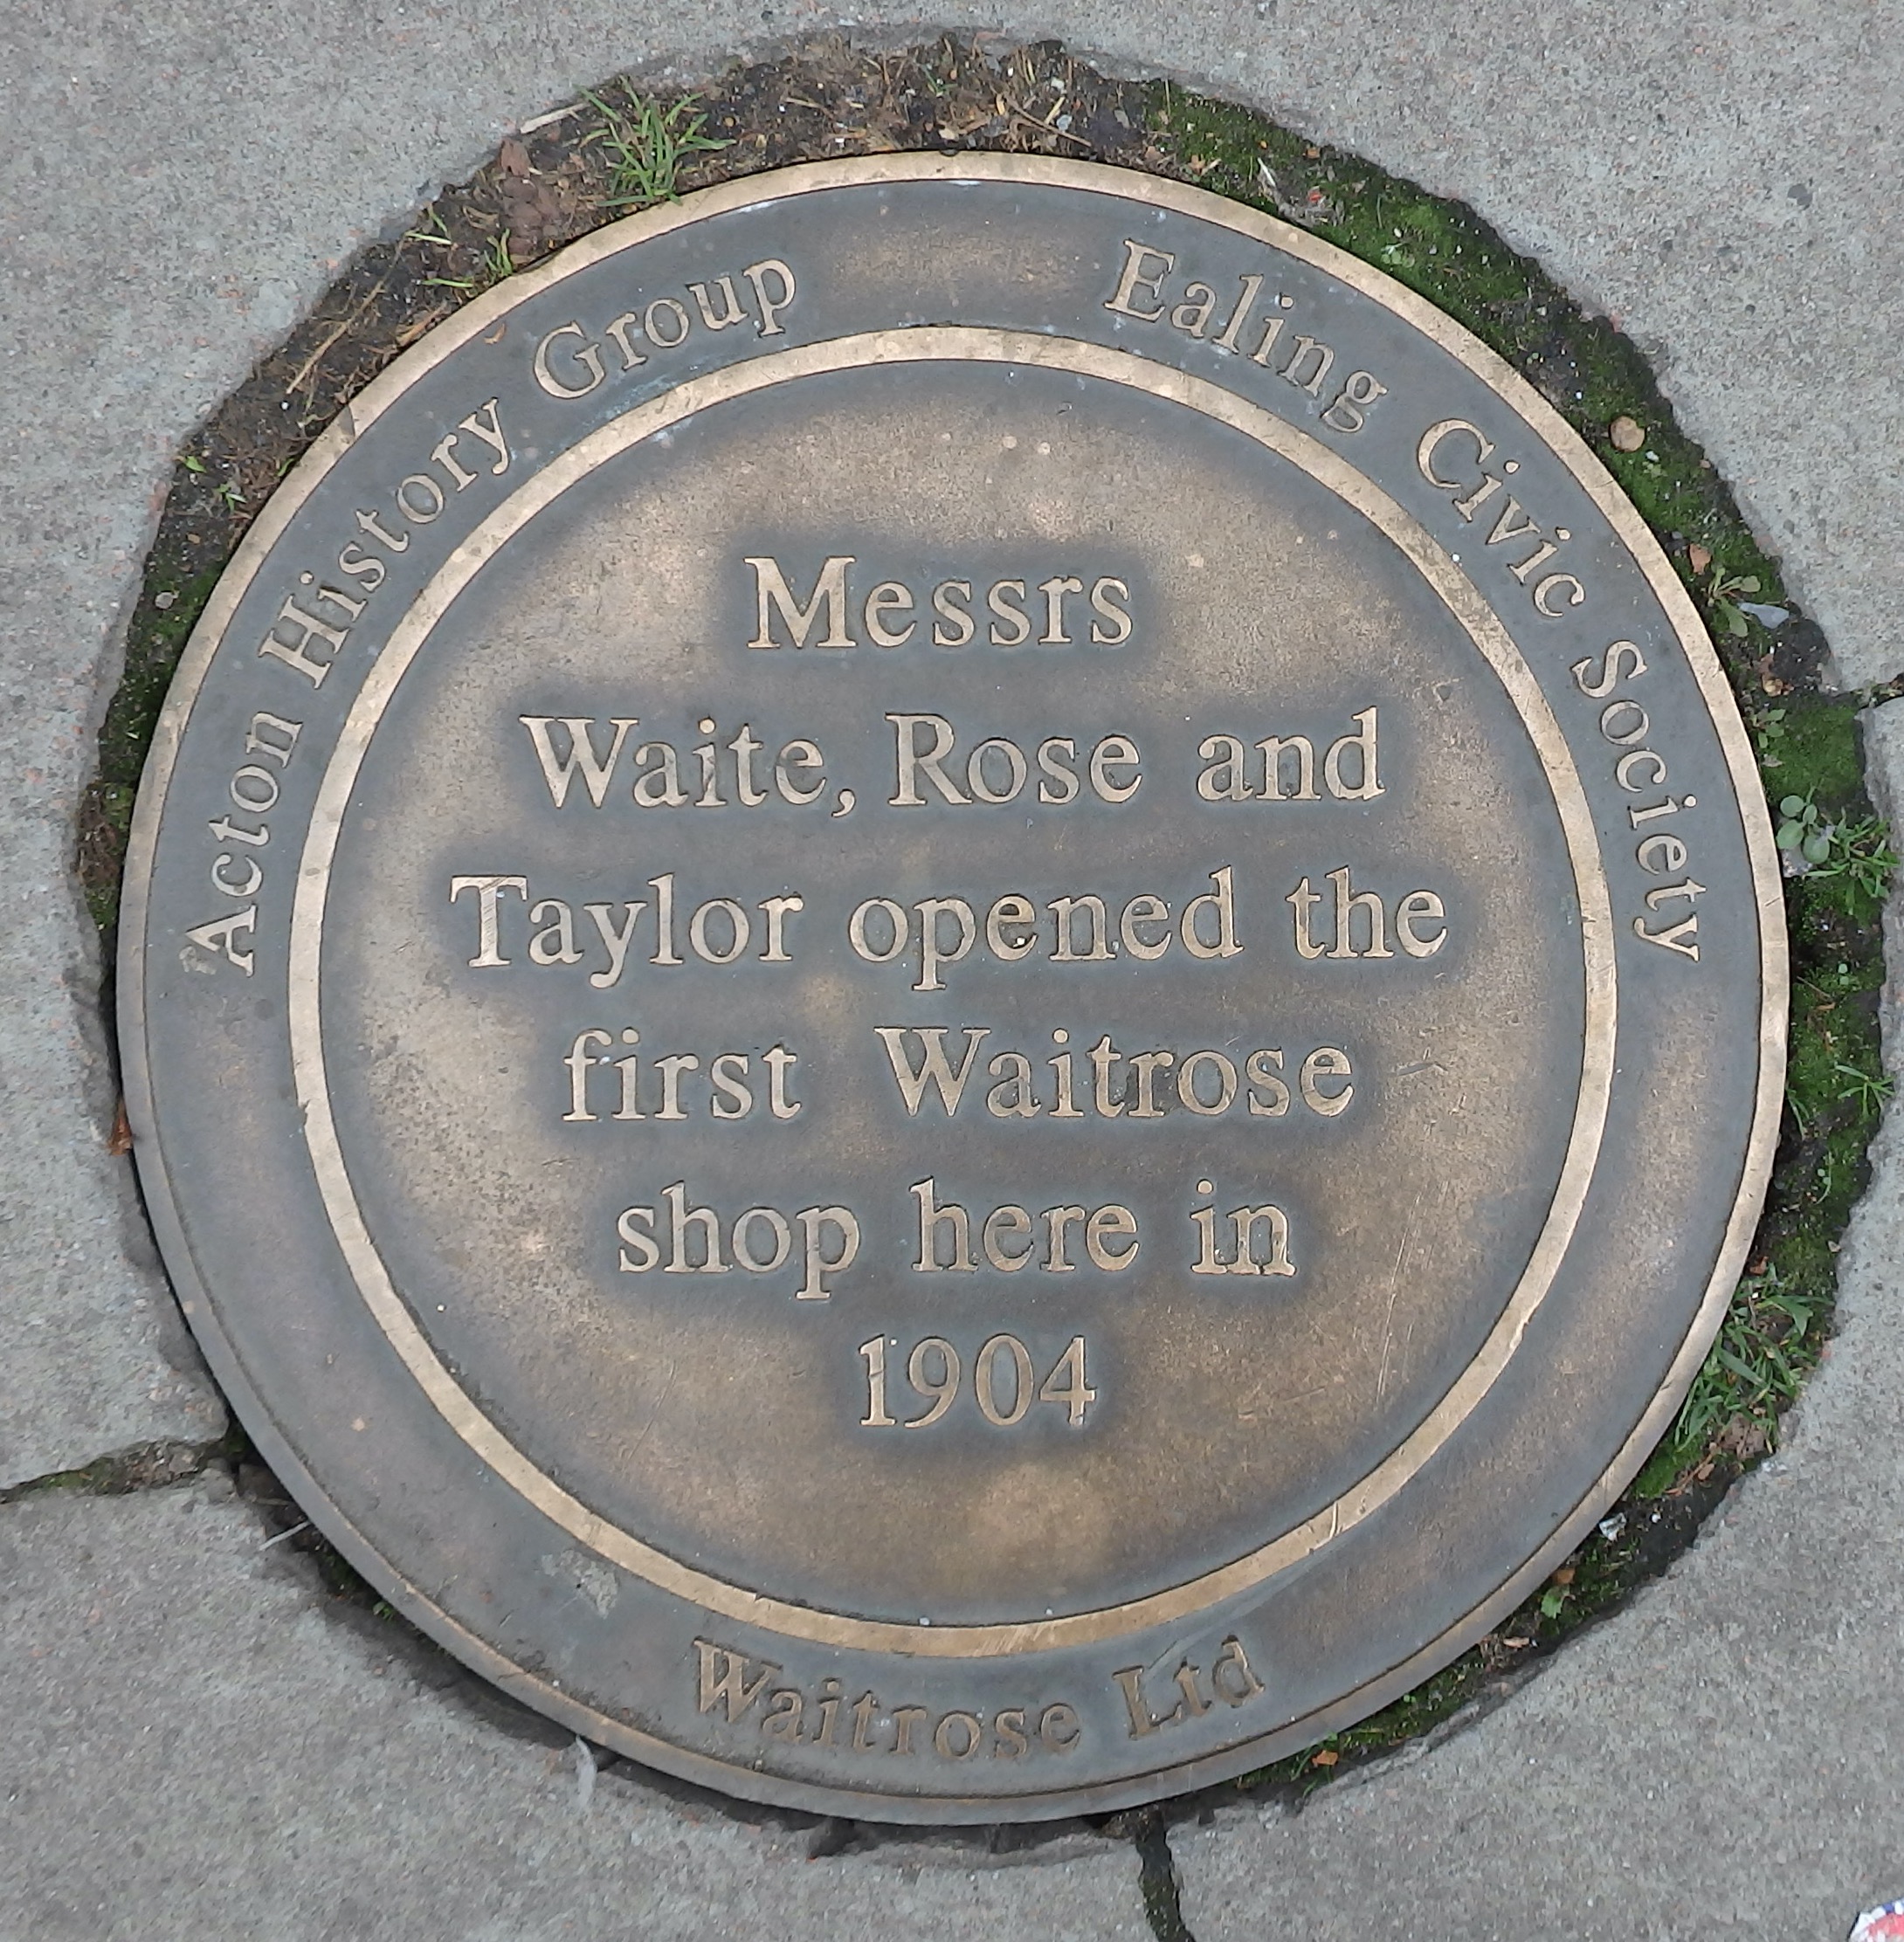 Acton History Group
Ealing Civic Society
Messrs
Waite, Rose and
Taylor opened the
first Waitrose
shop here in
1904
Waitrose Ltd